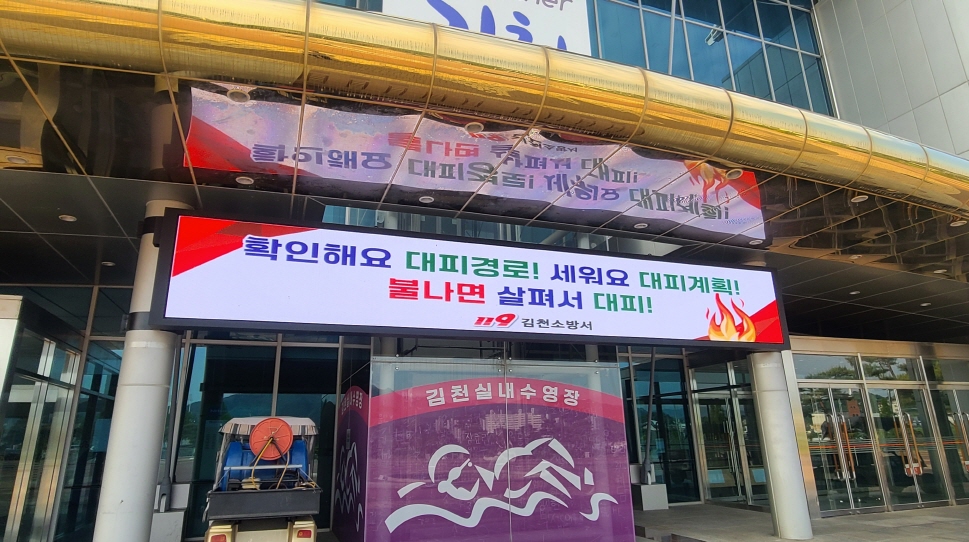 확인해요 대피경로! 세워요 대피계획!
불나면 살펴서 대피!
119 김천소방서
김천실내수영장